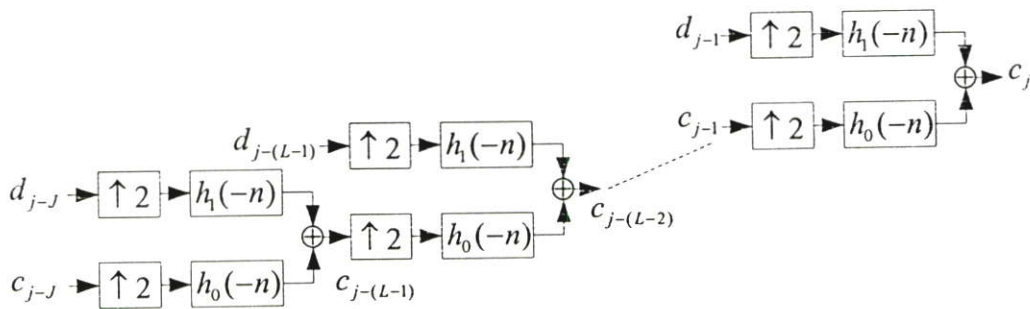 d_{j-1} ↑2 h_1(-n)
c_j
c_{j-1} ↑2 h_0(-n)
d_{j-(L-1)} ↑2 h_1(-n)
c_{j-(L-2)}
d_{j-J} ↑2 h_1(-n)
↑2 h_0(-n)
c_{j-J} ↑2 h_0(-n)
c_{j-(L-1)}